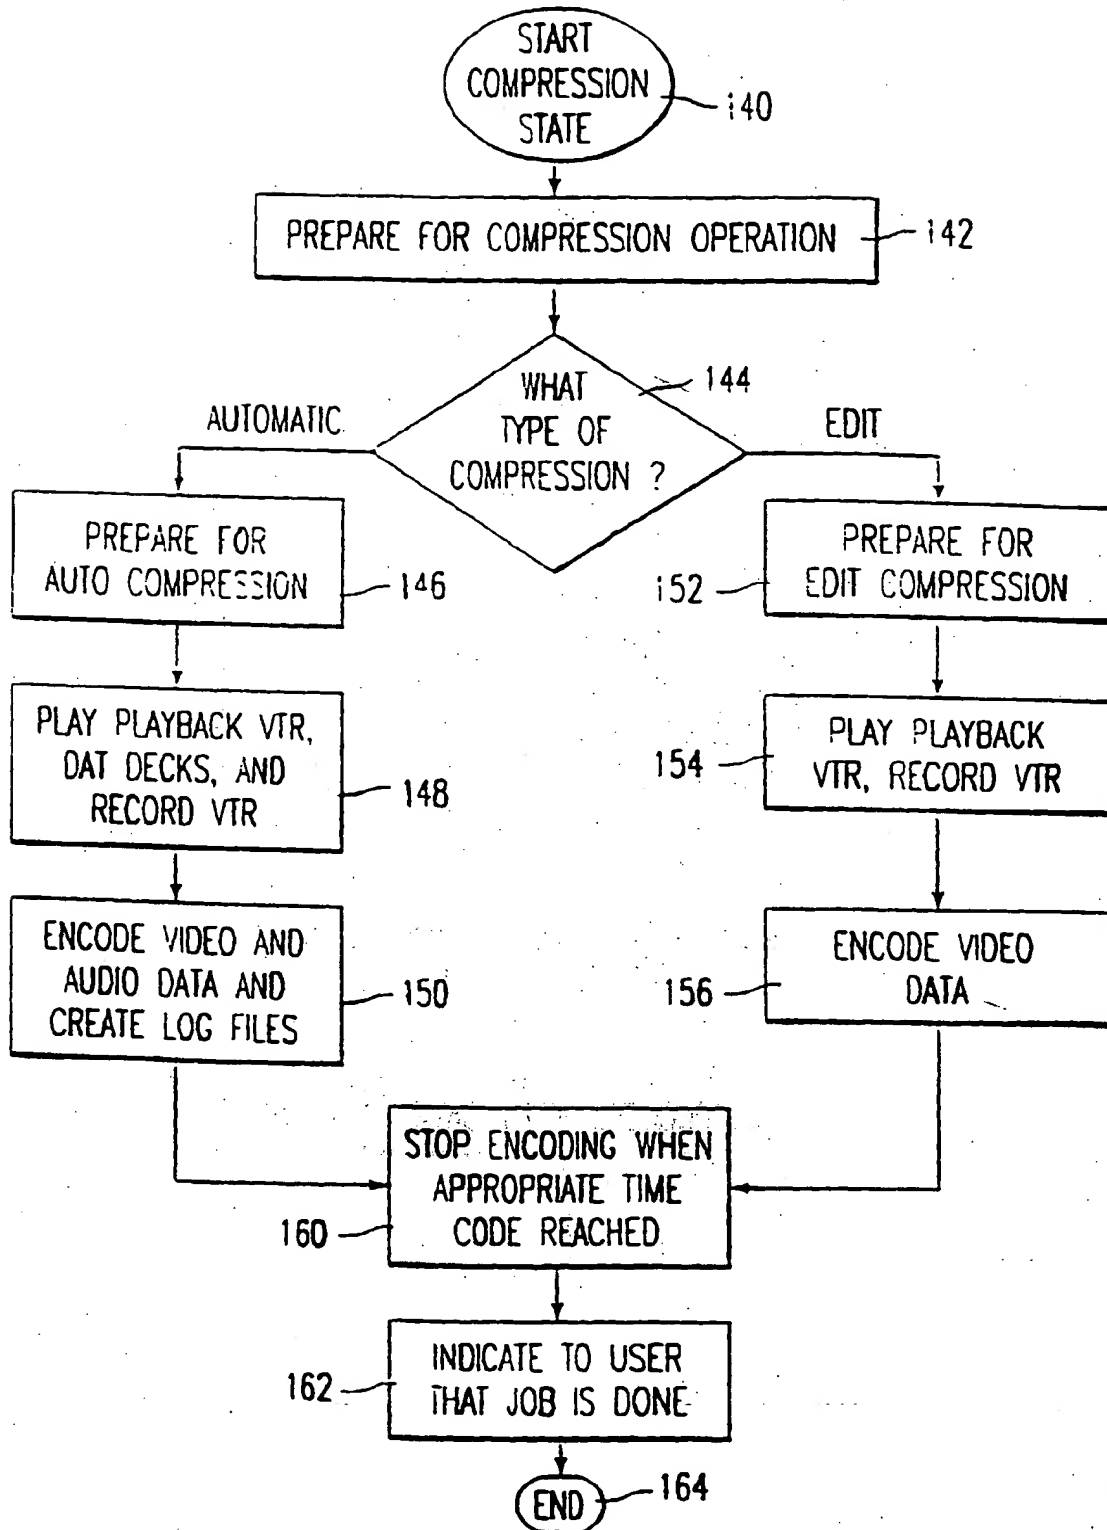 START
COMPRESSION
STATE
140
PREPARE FOR COMPRESSION OPERATION
142
WHAT
TYPE OF
COMPRESSION ?
144
AUTOMATIC
EDIT
PREPARE FOR
AUTO COMPRESSION
146
152
PREPARE FOR
EDIT COMPRESSION
PLAY PLAYBACK VTR,
DAT DECKS, AND
RECORD VTR
148
154
PLAY PLAYBACK
VTR, RECORD VTR
ENCODE VIDEO AND
AUDIO DATA AND
CREATE LOG FILES
150
156
ENCODE VIDEO
DATA
STOP ENCODING WHEN
APPROPRIATE TIME
CODE REACHED
160
INDICATE TO USER
THAT JOB IS DONE
162
END
164